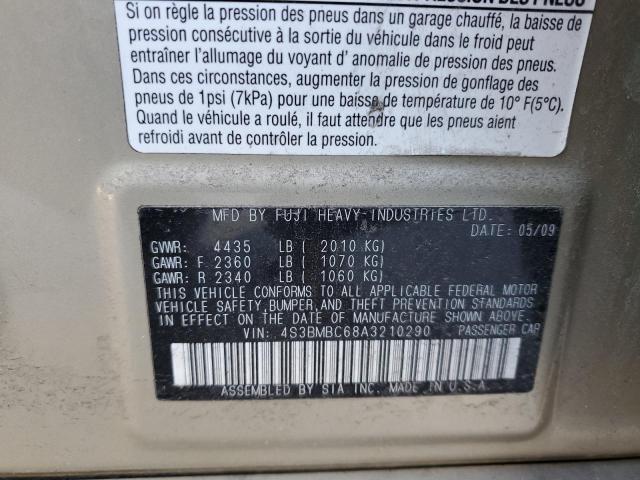 Si on règle la pression des pneus dans un garage chauffé, la baisse de
pression consécutive à la sortie du véhicule dans le froid peut
entraîner l'allumage du voyant d' anomalie de pression des pneus.
Dans ces circonstances, augmenter la pression de gonflage des
pneus de 1psi (7kPa) pour une baisse de température de 10° F(5°C).
Quand le véhicule a roulé, il faut attendre que les pneus aient
refroidi avant de contrôler la pression.
MFD BY FUJI HEAVY INDUSTRIES LTD.
DATE: 05/09
GVWR: 4435 LB ( 2010 KG)
GAWR: F 2360 LB ( 1070 KG)
GAWR: R 2340 LB ( 1060 KG)
THIS VEHICLE CONFORMS TO ALL APPLICABLE FEDERAL MOTOR
VEHICLE SAFETY,BUMPER,AND THEFT PREVENTION STANDARDS
IN EFFECT ON THE DATE OF MANUFACTURE SHOWN ABOVE.
VIN: 4S3BMBC68A3210290 PASSENGER CAR
ASSEMBLED BY SIA INC. MADE IN U.S.A.